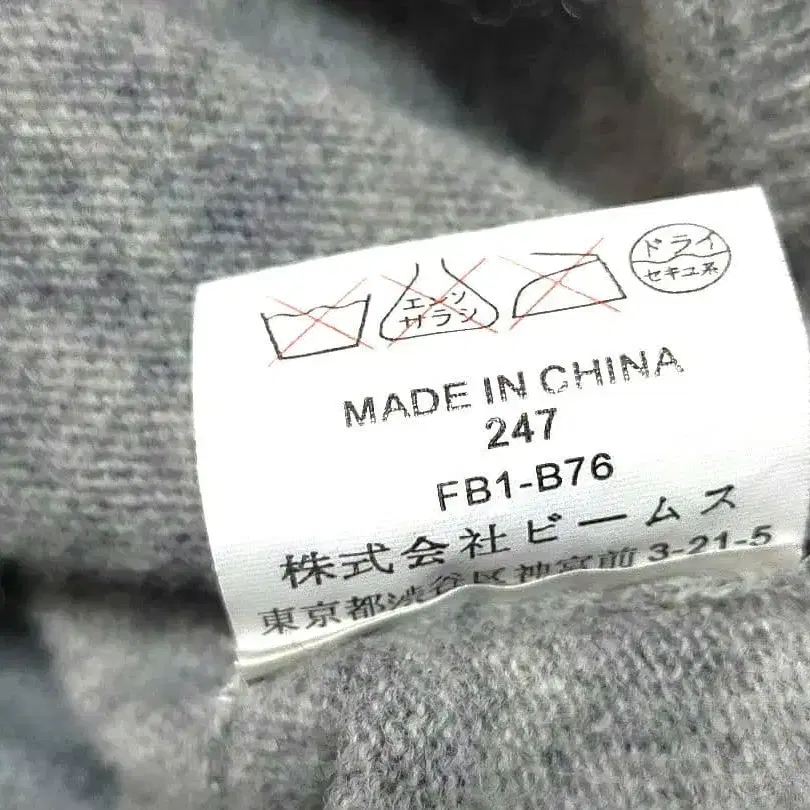 エンソ サラシ
ドライ
セキユ系
MADE IN CHINA
247
FB1-B76
株式会社ビームス
東京都渋谷区神宮前 3-21-5